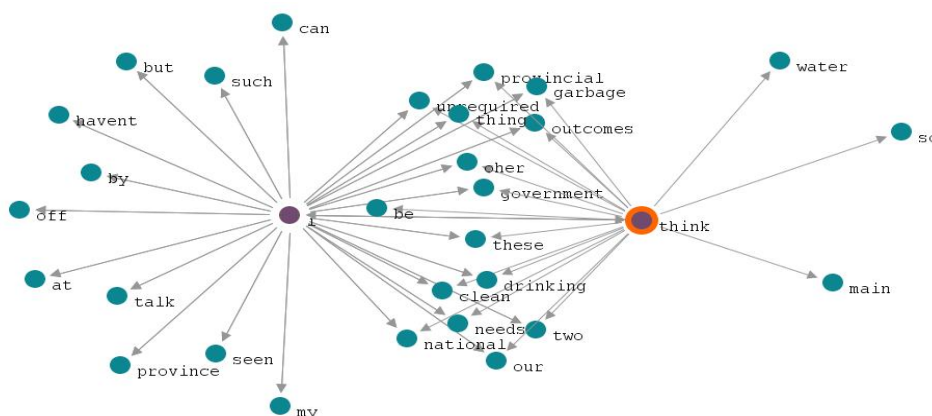 can
but
such
provincial
water
garbage
unrequired
havent
thing
outcomes
so
oher
by
government
off
be
i
think
these
at
drinking
main
talk
clean
needs
two
national
seen
our
province
my